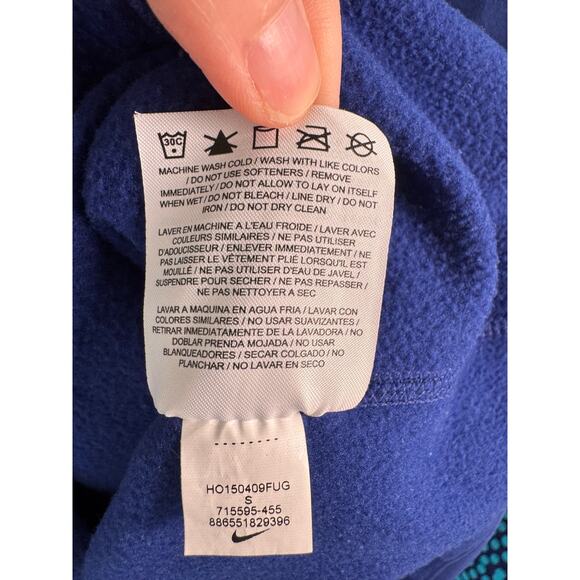 30C
MACHINE WASH COLD / WASH WITH LIKE COLORS
/ DO NOT USE SOFTENERS / REMOVE
IMMEDIATELY / DO NOT ALLOW TO LAY ON ITSELF
WHEN WET / DO NOT BLEACH / LINE DRY / DO NOT
IRON / DO NOT DRY CLEAN
LAVER EN MACHINE A L'EAU FROIDE / LAVER AVEC
COULEURS SIMILAIRES / NE PAS UTILISER
D'ADOUCISSEUR / ENLEVER IMMEDIATEMENT / NE
PAS LAISSER LE VÊTEMENT PLIÉ LORSQU'IL EST
MOUILLÉ / NE PAS UTILISER D'EAU DE JAVEL /
SUSPENDRE POUR SECHER / NE PAS REPASSER /
NE PAS NETTOYER A SEC
LAVAR A MAQUINA EN AGUA FRIA / LAVAR CON
COLORES SIMILARES / NO USAR SUAVIZANTES / NO
RETIRAR INMEDIATAMENTE DE LA LAVADORA / NO
DOBLAR PRENDA MOJADA / NO USAR
BLANQUEADORES / SECAR COLGADO / NO
PLANCHAR / NO LAVAR EN SECO
HO150409FUG
S
715595-455
886551829396